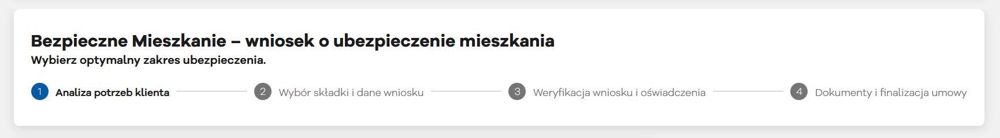 Bezpieczne Mieszkanie – wniosek o ubezpieczenie mieszkania
Wybierz optymalny zakres ubezpieczenia.
1 Analiza potrzeb klienta 2 Wybór składki i dane wniosku 3 Weryfikacja wniosku i oświadczenia 4 Dokumenty i finalizacja umowy